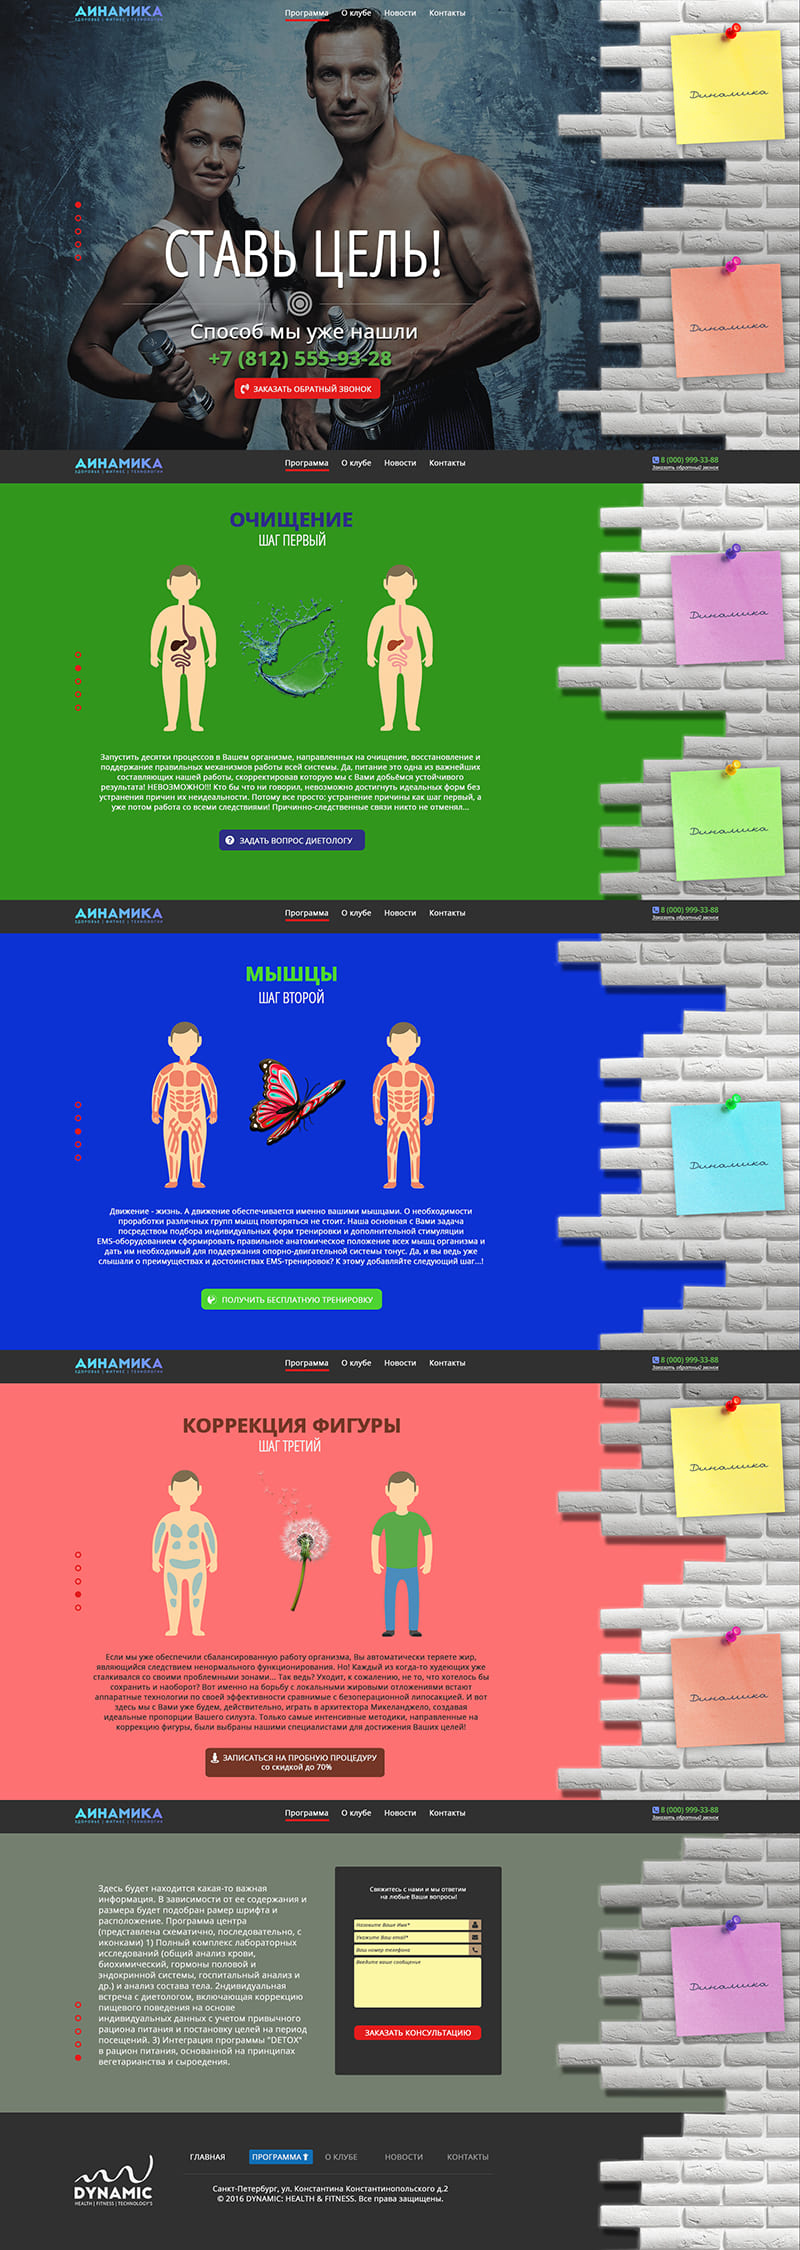 ДИНАМИКА
ЗДОРОВЬЕ | ФИТНЕС | ТЕХНОЛОГИИ
Программа О клубе Новости Контакты
Динамика
СТАВЬ ЦЕЛЬ!
Динамика
Способ мы уже нашли
+7 (812) 555-93-28
ЗАКАЗАТЬ ОБРАТНЫЙ ЗВОНОК
ДИНАМИКА
ЗДОРОВЬЕ | ФИТНЕС | ТЕХНОЛОГИИ
Программа О клубе Новости Контакты
8 (000) 999-33-88
Заказать обратный звонок
ОЧИЩЕНИЕ
ШАГ ПЕРВЫЙ
Динамика
Запустить десятки процессов в Вашем организме, направленных на очищение, восстановление и
поддержание правильных механизмов работы всей системы. Да, питание это одна из важнейших
составляющих нашей работы, скорректировав которую мы с Вами добьёмся устойчивого
результата! НЕВОЗМОЖНО!!! Кто бы что ни говорил, невозможно достигнуть идеальных форм без
устранения причин их неидеальности. Потому все просто: устранение причины как шаг первый, а
уже потом работа со всеми следствиями! Причинно-следственные связи никто не отменял...
Динамика
ЗАДАТЬ ВОПРОС ДИЕТОЛОГУ
ДИНАМИКА
ЗДОРОВЬЕ | ФИТНЕС | ТЕХНОЛОГИИ
Программа О клубе Новости Контакты
8 (000) 999-33-88
Заказать обратный звонок
МЫШЦЫ
ШАГ ВТОРОЙ
Динамика
Движение - жизнь. А движение обеспечивается именно вашими мышцами. О необходимости
проработки различных групп мышц повторяться не стоит. Наша основная с Вами задача
посредством подбора индивидуальных форм тренировки и дополнительной стимуляции
EMS-оборудованием сформировать правильное анатомическое положение всех мышц организма и
дать им необходимый для поддержания опорно-двигательной системы тонус. Да, и вы ведь уже
слышали о преимуществах и достоинствах EMS-тренировок? К этому добавляйте следующий шаг...!
ПОЛУЧИТЬ БЕСПЛАТНУЮ ТРЕНИРОВКУ
ДИНАМИКА
ЗДОРОВЬЕ | ФИТНЕС | ТЕХНОЛОГИИ
Программа О клубе Новости Контакты
8 (000) 999-33-88
Заказать обратный звонок
КОРРЕКЦИЯ ФИГУРЫ
ШАГ ТРЕТИЙ
Динамика
Если мы уже обеспечили сбалансированную работу организма, Вы автоматически теряете жир,
являющийся следствием ненормального функционирования. Но! Каждый из когда-то худеющих уже
сталкивался со своими проблемными зонами... Так ведь? Уходит, к сожалению, не то, что хотелось бы
сохранить и наоборот? Вот именно на борьбу с локальными жировыми отложениями встают
аппаратные технологии по своей эффективности сравнимые с безоперационной липосакцией. И вот
здесь мы с Вами уже будем, действительно, играть в архитектора Микеланджело, создавая
идеальные пропорции Вашего силуэта. Только самые интенсивные методики, направленные на
коррекцию фигуры, были выбраны нашими специалистами для достижения Ваших целей!
Динамика
ЗАПИСАТЬСЯ НА ПРОБНУЮ ПРОЦЕДУРУ
со скидкой до 70%
ДИНАМИКА
ЗДОРОВЬЕ | ФИТНЕС | ТЕХНОЛОГИИ
Программа О клубе Новости Контакты
8 (000) 999-33-88
Заказать обратный звонок
Здесь будет находится какая-то важная
информация. В зависимости от ее содержания и
размера будет подобран рамер шрифта и
расположение. Программа центра
(представлена схематично, последовательно, с
иконками) 1) Полный комплекс лабораторных
исследований (общий анализ крови,
биохимический, гормоны половой и
эндокринной системы, госпитальный анализ и
др.) и анализ состава тела. 2ндивидуальная
встреча с диетологом, включающая коррекцию
пищевого поведения на основе
индивидуальных данных с учетом привычного
рациона питания и постановку целей на период
посещений. 3) Интеграция программы "DETOX"
в рацион питания, основанной на принципах
вегетарианства и сыроедения.
Свяжитесь с нами и мы ответим
на любые Ваши вопросы!
Назовите Ваше Имя*
Укажите Ваш email*
Ваш номер телефона
Введите ваше сообщение
ЗАКАЗАТЬ КОНСУЛЬТАЦИЮ
Динамика
DYNAMIC
HEALTH | FITNESS | TECHNOLOGY'S
ГЛАВНАЯ ПРОГРАММА О КЛУБЕ НОВОСТИ КОНТАКТЫ
Санкт-Петербург, ул. Константина Константинопольского д.2
© 2016 DYNAMIC: HEALTH & FITNESS. Все права защищены.